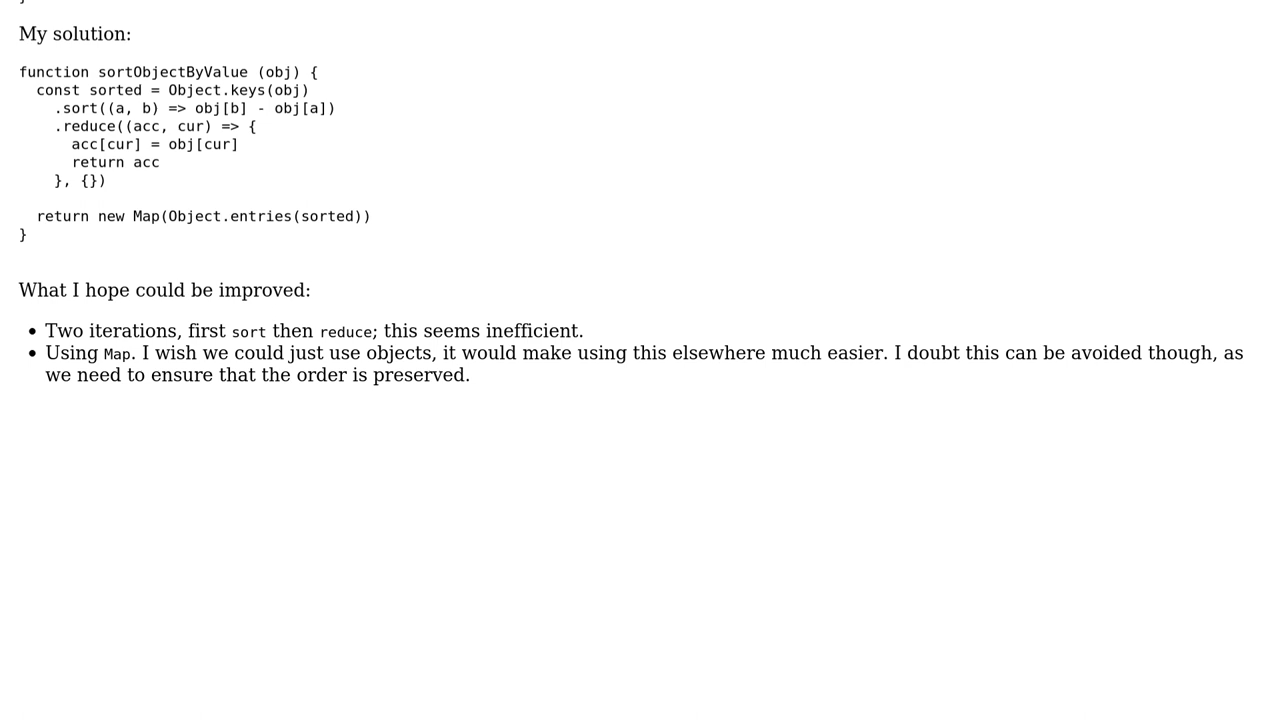 }
My solution:
function sortObjectByValue (obj) {
  const sorted = Object.keys(obj)
    .sort((a, b) => obj[b] - obj[a])
    .reduce((acc, cur) => {
      acc[cur] = obj[cur]
      return acc
    }, {})

  return new Map(Object.entries(sorted))
}
What I hope could be improved:
• Two iterations, first sort then reduce; this seems inefficient.
• Using Map. I wish we could just use objects, it would make using this elsewhere much easier. I doubt this can be avoided though, as
we need to ensure that the order is preserved.